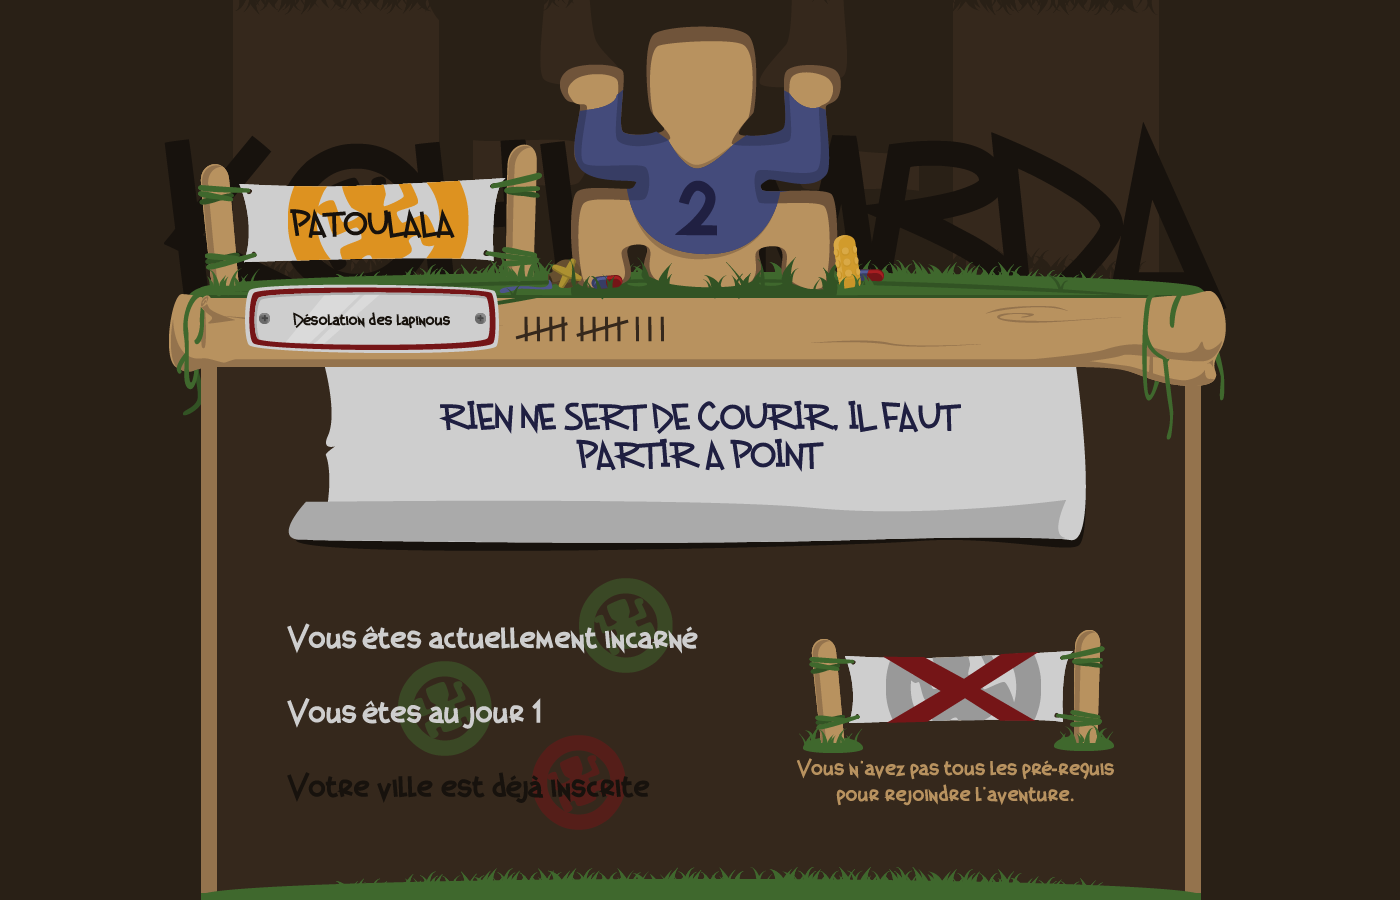 PATOULALA
2
Désolation des Lapinous
RIEN NE SERT DE COURIR, IL FAUT
PARTIR A POINT
Vous êtes actuellement incarné
Vous êtes au jour 1
Votre ville est déjà inscrite
Vous n'avez pas tous les pré-requis
pour rejoindre l'aventure.